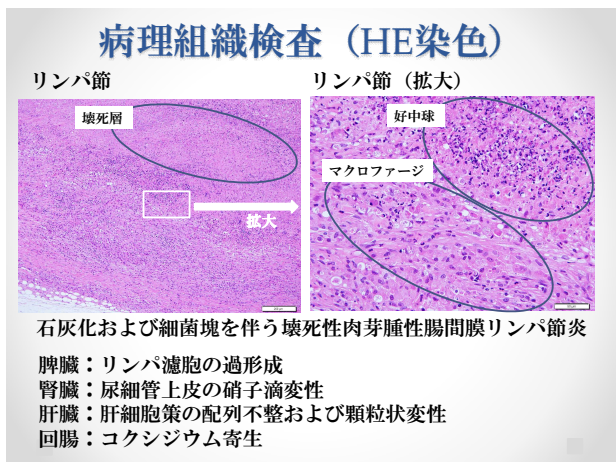 病理組織検査（HE染色）
リンパ節
リンパ節（拡大）
壊死層
好中球
マクロファージ
拡大
石灰化および細菌塊を伴う壊死性肉芽腫性腸間膜リンパ節炎
脾臓：リンパ濾胞の過形成
腎臓：尿細管上皮の硝子滴変性
肝臓：肝細胞策の配列不整および顆粒状変性
回腸：コクシジウム寄生